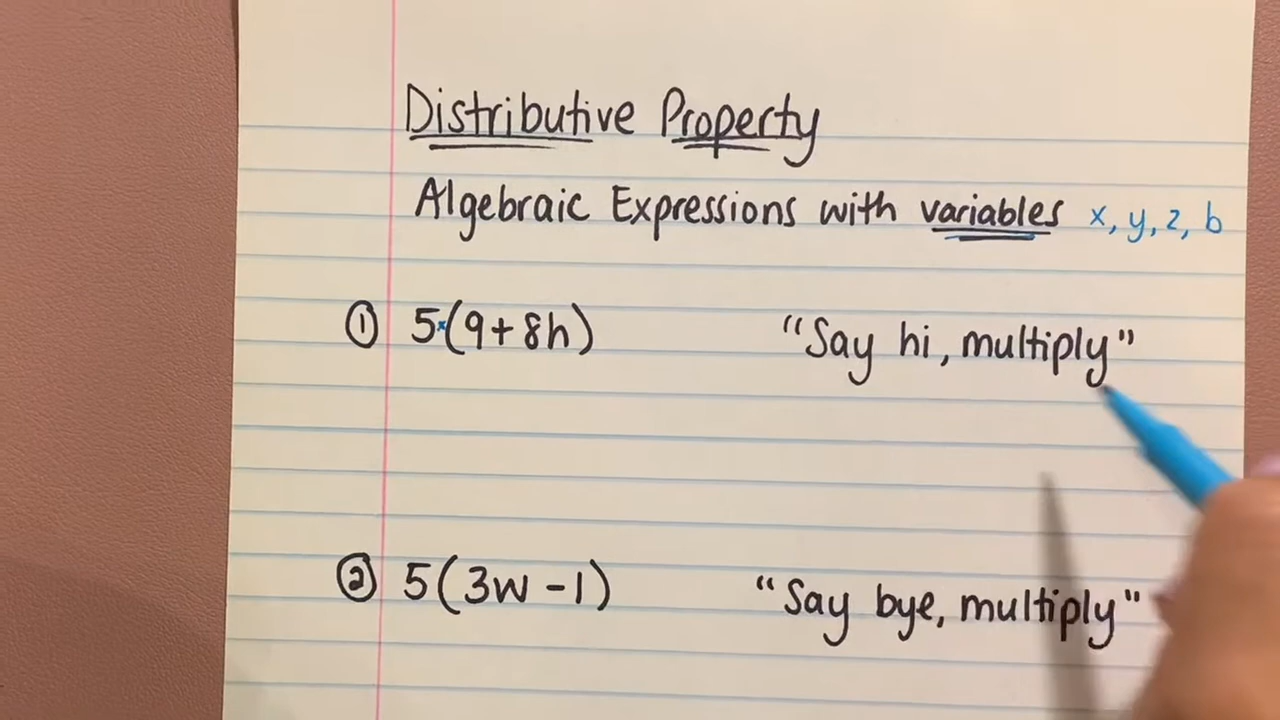 Distributive Property
Algebraic Expressions with variables x, y, z, b
① 5×(9+8h) "Say hi, multiply"
② 5(3w-1) "Say bye, multiply"